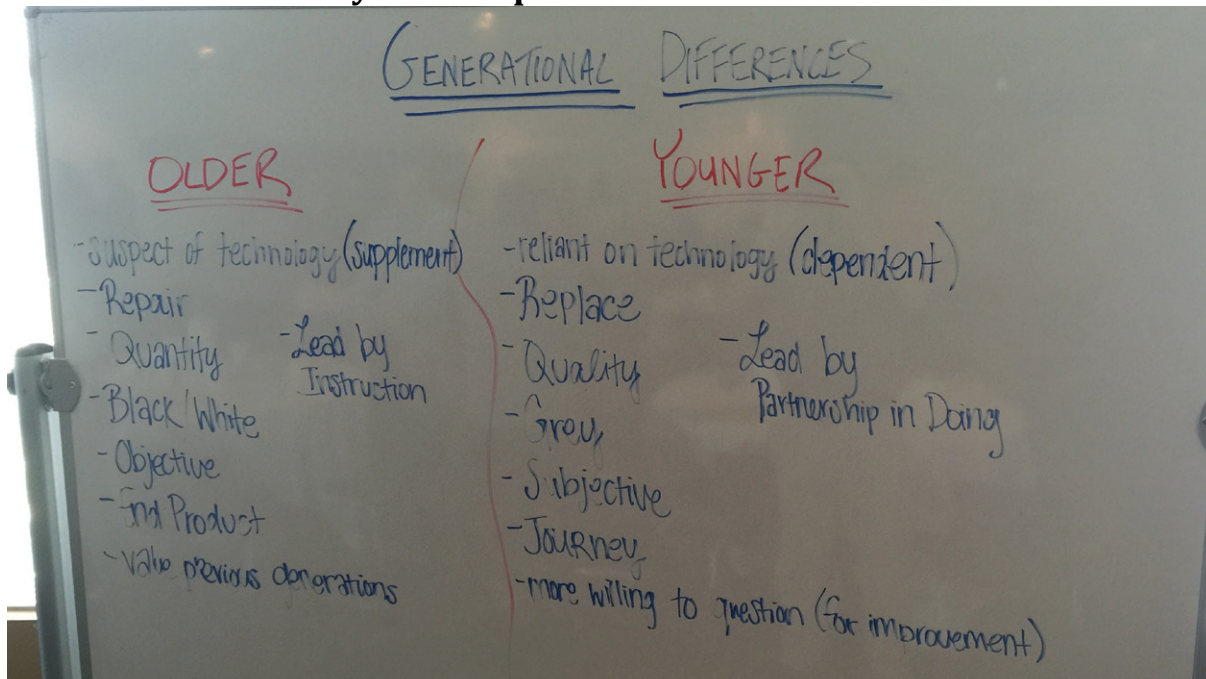 GENERATIONAL DIFFERENCES
OLDER
-suspect of technology (supplement)
-Repair
-Quantity
-Black/White
-Objective
-End Product
-value previous generations
-Lead by
Instruction
YOUNGER
-reliant on technology (dependent)
-Replace
-Quality
-Grey
-Subjective
-Journey
-more willing to question (for improvement)
-Lead by
Partnership in Doing